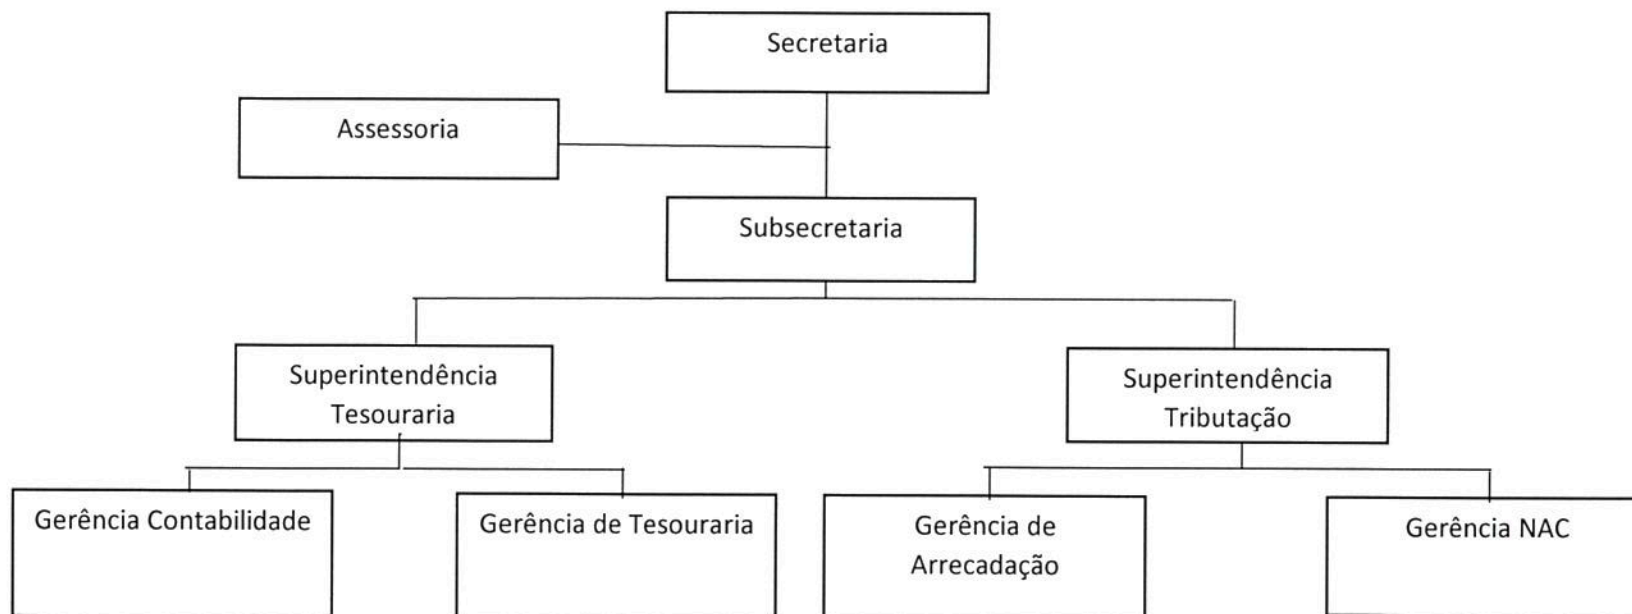 Secretaria
Assessoria
Subsecretaria
Superintendência
Tesouraria
Superintendência
Tributação
Gerência Contabilidade
Gerência de Tesouraria
Gerência de
Arrecadação
Gerência NAC